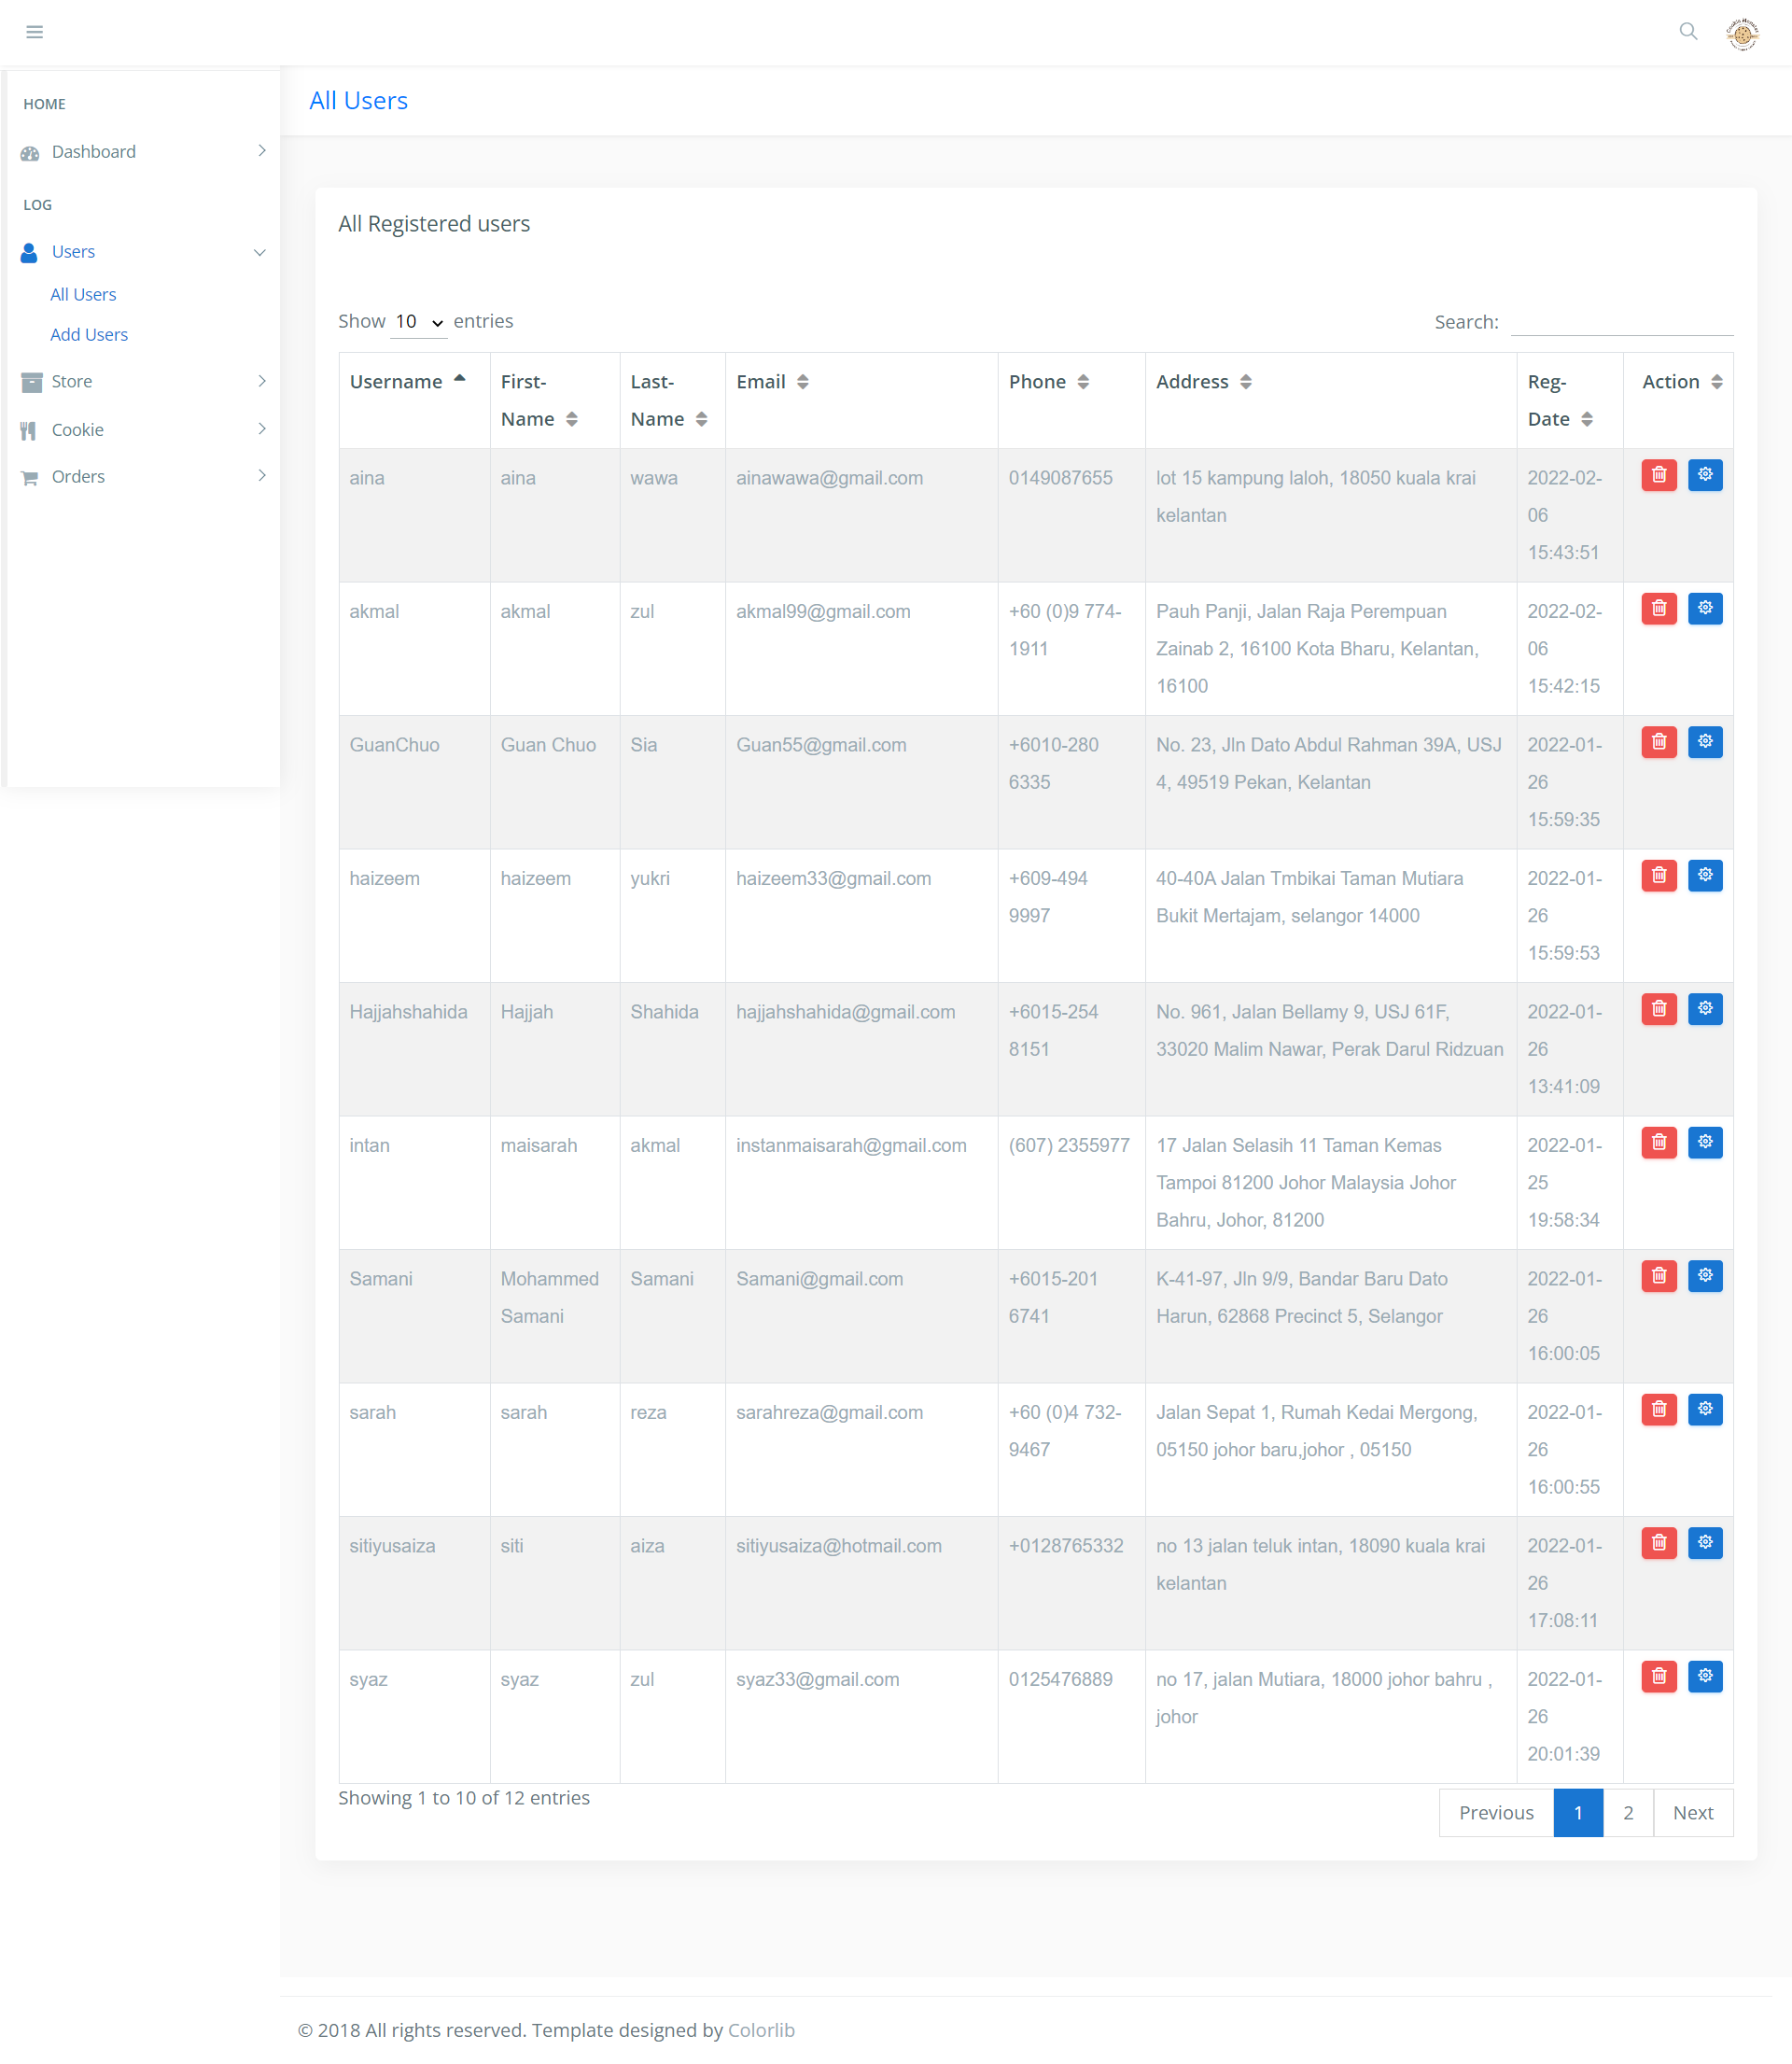 HOME
Dashboard
LOG
Users
All Users
Add Users
Store
Cookie
Orders
All Users
All Registered users
Show 10 entries
Search:
Username First-Name Last-Name Email Phone Address Reg-Date Action
aina aina wawa ainawawa@gmail.com 0149087655 lot 15 kampung laloh, 18050 kuala krai kelantan 2022-02-06 15:43:51
akmal akmal zul akmal99@gmail.com +60 (0)9 774-1911 Pauh Panji, Jalan Raja Perempuan Zainab 2, 16100 Kota Bharu, Kelantan, 16100 2022-02-06 15:42:15
GuanChuo Guan Chuo Sia Guan55@gmail.com +6010-280 6335 No. 23, Jln Dato Abdul Rahman 39A, USJ 4, 49519 Pekan, Kelantan 2022-01-26 15:59:35
haizeem haizeem yukri haizeem33@gmail.com +609-494 9997 40-40A Jalan Tmbikai Taman Mutiara Bukit Mertajam, selangor 14000 2022-01-26 15:59:53
Hajjahshahida Hajjah Shahida hajjahshahida@gmail.com +6015-254 8151 No. 961, Jalan Bellamy 9, USJ 61F, 33020 Malim Nawar, Perak Darul Ridzuan 2022-01-26 13:41:09
intan maisarah akmal instanmaisarah@gmail.com (607) 2355977 17 Jalan Selasih 11 Taman Kemas Tampoi 81200 Johor Malaysia Johor Bahru, Johor, 81200 2022-01-25 19:58:34
Samani Mohammed Samani Samani Samani@gmail.com +6015-201 6741 K-41-97, Jln 9/9, Bandar Baru Dato Harun, 62868 Precinct 5, Selangor 2022-01-26 16:00:05
sarah sarah reza sarahreza@gmail.com +60 (0)4 732-9467 Jalan Sepat 1, Rumah Kedai Mergong, 05150 johor baru,johor , 05150 2022-01-26 16:00:55
sitiyusaiza siti aiza sitiyusaiza@hotmail.com +0128765332 no 13 jalan teluk intan, 18090 kuala krai kelantan 2022-01-26 17:08:11
syaz syaz zul syaz33@gmail.com 0125476889 no 17, jalan Mutiara, 18000 johor bahru , johor 2022-01-26 20:01:39
Showing 1 to 10 of 12 entries
Previous 1 2 Next
© 2018 All rights reserved. Template designed by Colorlib